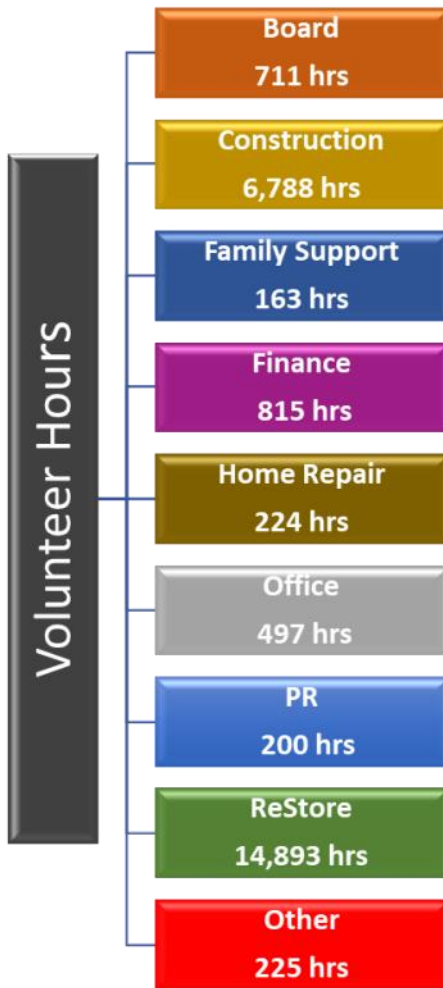 Volunteer Hours
Board
711 hrs
Construction
6,788 hrs
Family Support
163 hrs
Finance
815 hrs
Home Repair
224 hrs
Office
497 hrs
PR
200 hrs
ReStore
14,893 hrs
Other
225 hrs